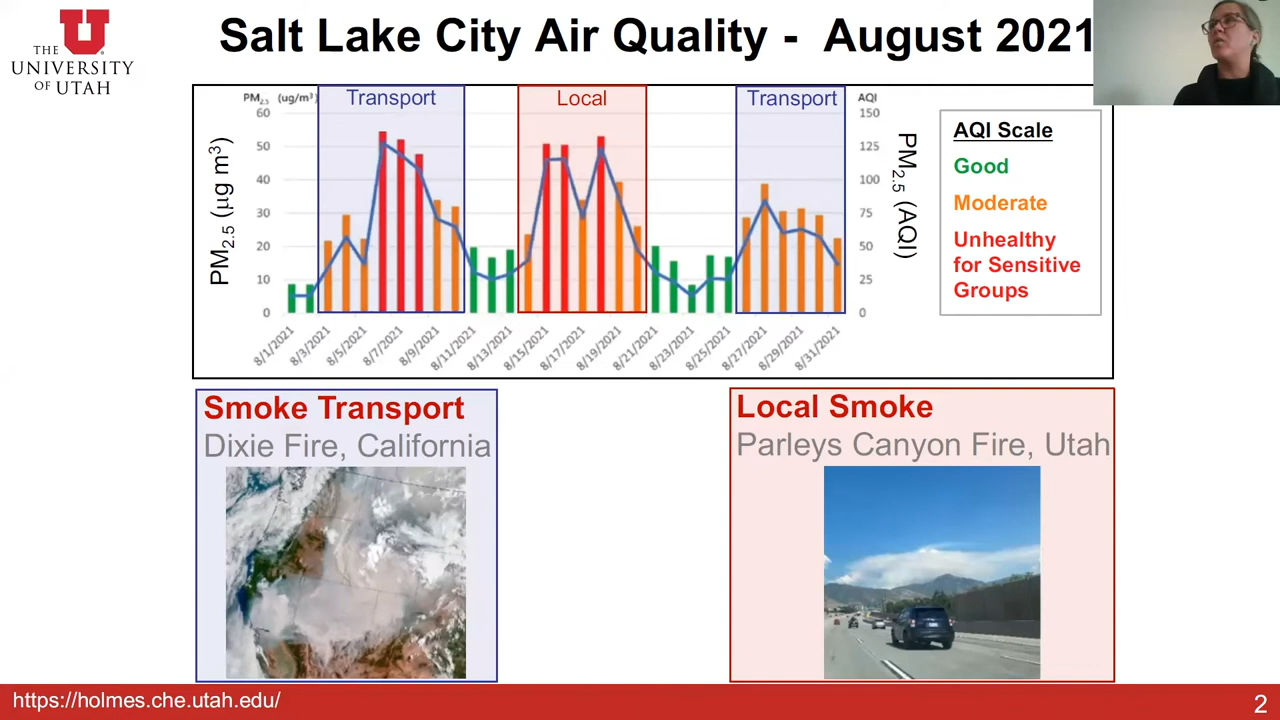 THE
UNIVERSITY
OF UTAH
Salt Lake City Air Quality - August 2021
PM2.5 (ug/m³)
Transport
Local
Transport
AQI
60
50
40
30
20
10
0
PM2.5 (μg m³)
150
125
100
75
50
25
0
PM2.5 (AQI)
8/1/2021
8/3/2021
8/5/2021
8/7/2021
8/9/2021
8/11/2021
8/13/2021
8/15/2021
8/17/2021
8/19/2021
8/21/2021
8/23/2021
8/25/2021
8/27/2021
8/29/2021
8/31/2021
AQI Scale
Good
Moderate
Unhealthy
for Sensitive
Groups
Smoke Transport
Dixie Fire, California
Local Smoke
Parleys Canyon Fire, Utah
https://holmes.che.utah.edu/
2